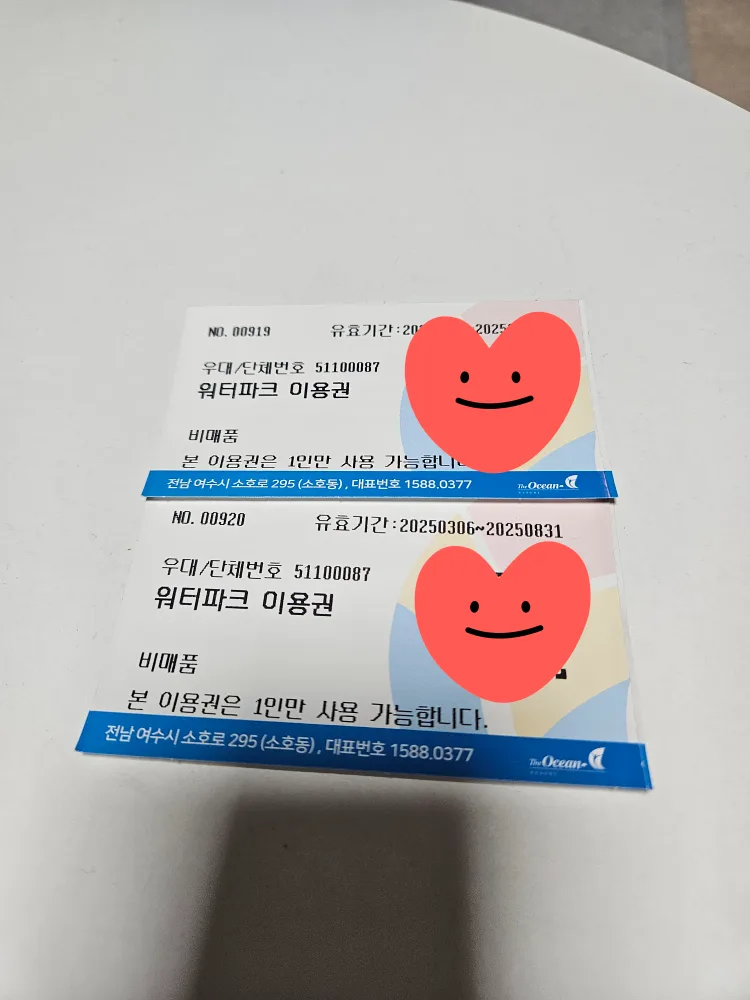 NO. 00919
유효기간:20 ~2025
우대/단체번호 51100087
워터파크 이용권
비매품
본 이용권은 1인만 사용 가능합니다
전남 여수시 소호로 295 (소호동) , 대표번호 1588.0377
The Ocean
NO. 00920
유효기간:20250306~20250831
우대/단체번호 51100087
워터파크 이용권
비매품
본 이용권은 1인만 사용 가능합니다.
전남 여수시 소호로 295 (소호동) , 대표번호 1588.0377
The Ocean